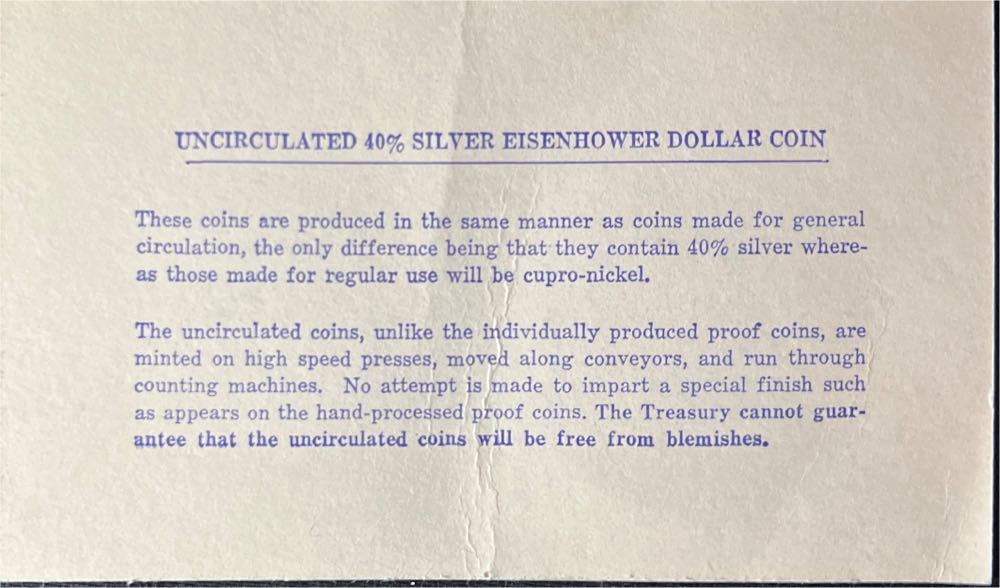 UNCIRCULATED 40% SILVER EISENHOWER DOLLAR COIN
These coins are produced in the same manner as coins made for general
circulation, the only difference being that they contain 40% silver where-
as those made for regular use will be cupro-nickel.
The uncirculated coins, unlike the individually produced proof coins, are
minted on high speed presses, moved along conveyors, and run through
counting machines. No attempt is made to impart a special finish such
as appears on the hand-processed proof coins. The Treasury cannot guar-
antee that the uncirculated coins will be free from blemishes.